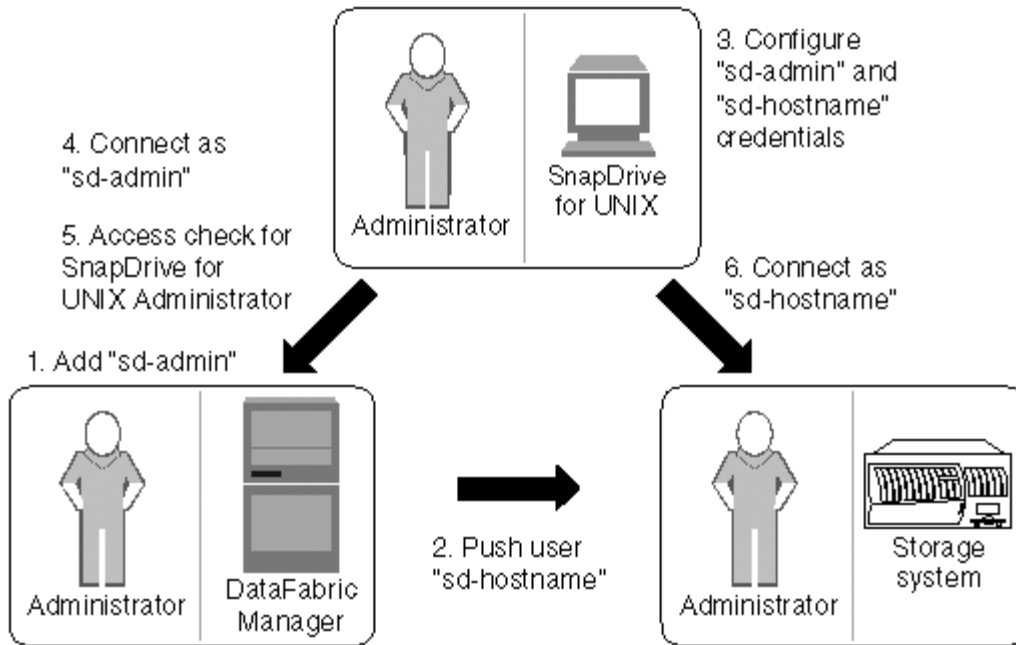 3. Configure
"sd-admin" and
"sd-hostname"
credentials
4. Connect as
"sd-admin"
Administrator
SnapDrive
for UNIX
5. Access check for
SnapDrive for
UNIX Administrator
6. Connect as
"sd-hostname"
1. Add "sd-admin"
Administrator
DataFabric
Manager
2. Push user
"sd-hostname"
Administrator
Storage
system